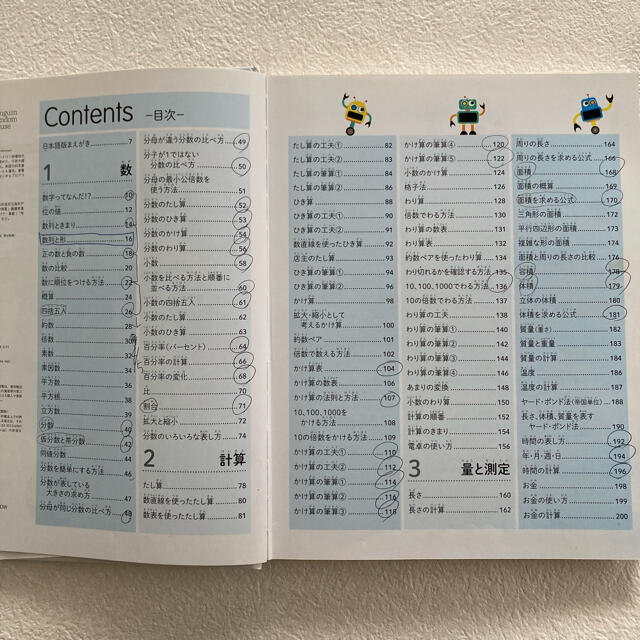 Contents -目次-
日本語版まえがき 7
1 数
数字ってなんだ!? 10
位の値 12
数列ときまり 14
数列と形 16
正の数と負の数 18
数の比較 20
数に順位をつける方法 22
概算 24
四捨五入 26
約数 28
倍数 30
素数 32
素因数 34
平方数 36
平方根 38
立方数 39
分数 40
仮分数と帯分数 42
同値分数 44
分数を簡単にする方法 46
分数が表している
大きさの求め方 47
分母が同じ分数の比べ方 48
分母が違う分数の比べ方 49
分子が1ではない
分数の比べ方 50
分母の最小公倍数を
使う方法 51
分数のたし算 52
分数のひき算 53
分数のかけ算 54
分数のわり算 56
小数 58
小数を比べる方法と順番に
並べる方法 60
小数の四捨五入 61
小数のたし算 62
小数のひき算 63
百分率(パーセント) 64
百分率の計算 66
百分率の変化 68
比 70
割合 71
拡大と縮小 72
分数のいろいろな表し方 74
2 計算
たし算 78
数直線を使ったたし算 80
数表を使ったたし算 81
たし算の工夫① 82
たし算の工夫② 83
たし算の筆算① 84
たし算の筆算② 86
ひき算 88
ひき算の工夫① 90
ひき算の工夫② 91
数直線を使ったひき算 92
店主のたし算 93
ひき算の筆算① 94
ひき算の筆算② 96
かけ算 98
拡大・縮小として
考えるかけ算 100
約数ペア 101
倍数で数える方法 102
かけ算表 104
かけ算の数表 106
かけ算の法則と方法 107
10、100、1000を
かける方法 108
10の倍数をかける方法 109
かけ算の工夫① 110
かけ算の工夫② 112
かけ算の筆算① 114
かけ算の筆算② 116
かけ算の筆算③ 118
かけ算の筆算④ 120
かけ算の筆算⑤ 122
小数のかけ算 124
格子法 126
わり算 128
倍数でわる方法 130
わり算の数表 131
わり算表 132
約数ペアを使ったわり算 134
わり切れるかを確認する方法 135
10、100、1000でわる方法 136
10の倍数でわる方法 137
わり算の工夫 138
わり算の筆算① 140
わり算の筆算② 142
わり算の筆算③ 144
わり算の筆算④ 146
あまりの変換 148
小数のわり算 150
計算の順番 152
計算のきまり 154
電卓の使い方 156
3 量と測定
長さ 160
長さの計算 162
周りの長さ 164
周りの長さを求める公式 166
面積 168
面積の概算 169
面積を求める公式 170
三角形の面積 172
平行四辺形の面積 173
複雑な形の面積 174
面積と周りの長さの比較 176
容積 178
体積 179
立体の体積 180
体積を求める公式 181
質量(重さ) 182
質量と重量 183
質量の計算 184
温度 186
温度の計算 187
ヤード・ポンド法(帝国単位) 188
長さ、体積、質量を表す
ヤード・ポンド法 190
時間の表し方 192
年・月・週・日 194
時間の計算 196
お金 198
お金の使い方 199
お金の計算 200